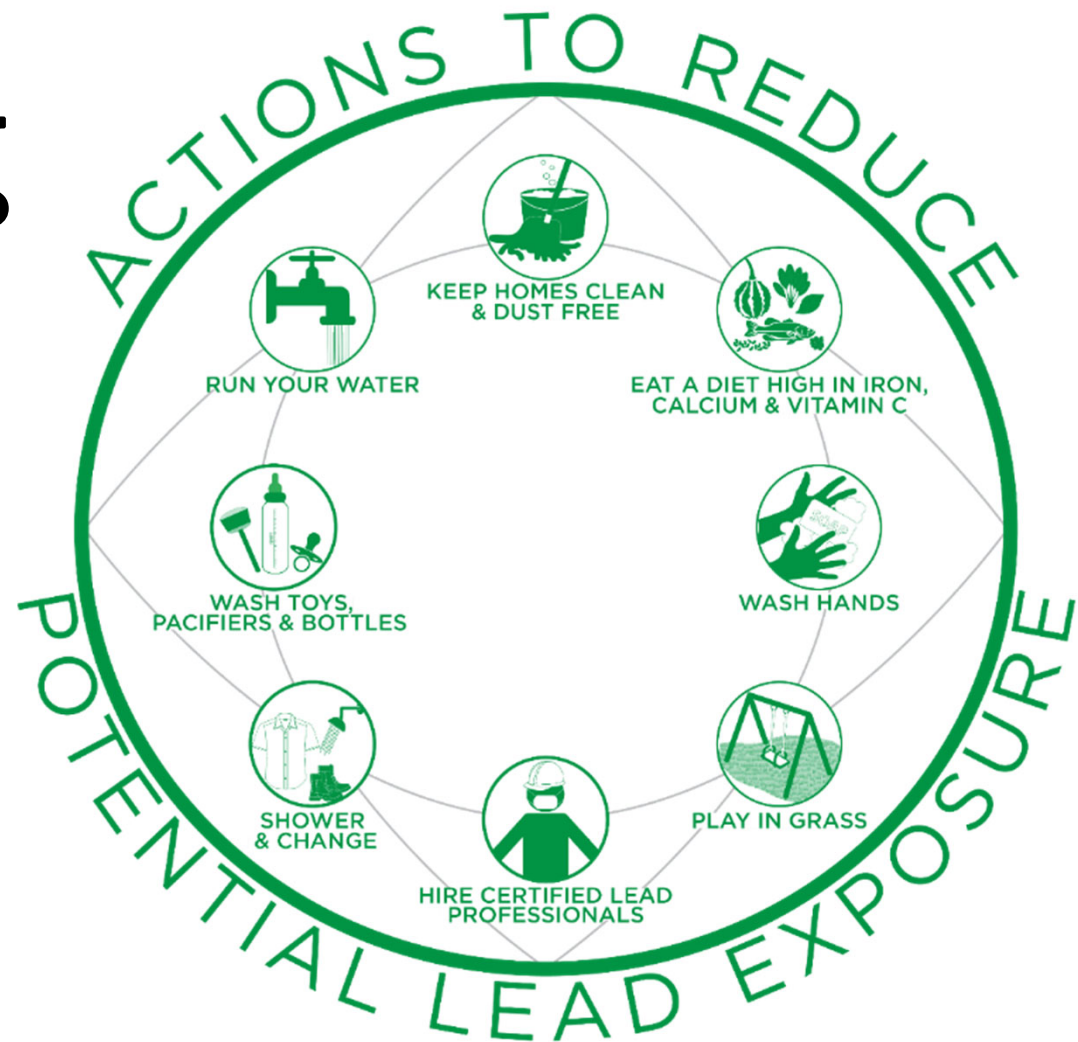 ACTIONS TO REDUCE
KEEP HOMES CLEAN
& DUST FREE
EAT A DIET HIGH IN IRON,
CALCIUM & VITAMIN C
WASH HANDS
SOAP
PLAY IN GRASS
HIRE CERTIFIED LEAD
PROFESSIONALS
SHOWER
& CHANGE
WASH TOYS,
PACIFIERS & BOTTLES
RUN YOUR WATER
POTENTIAL LEAD EXPOSURE